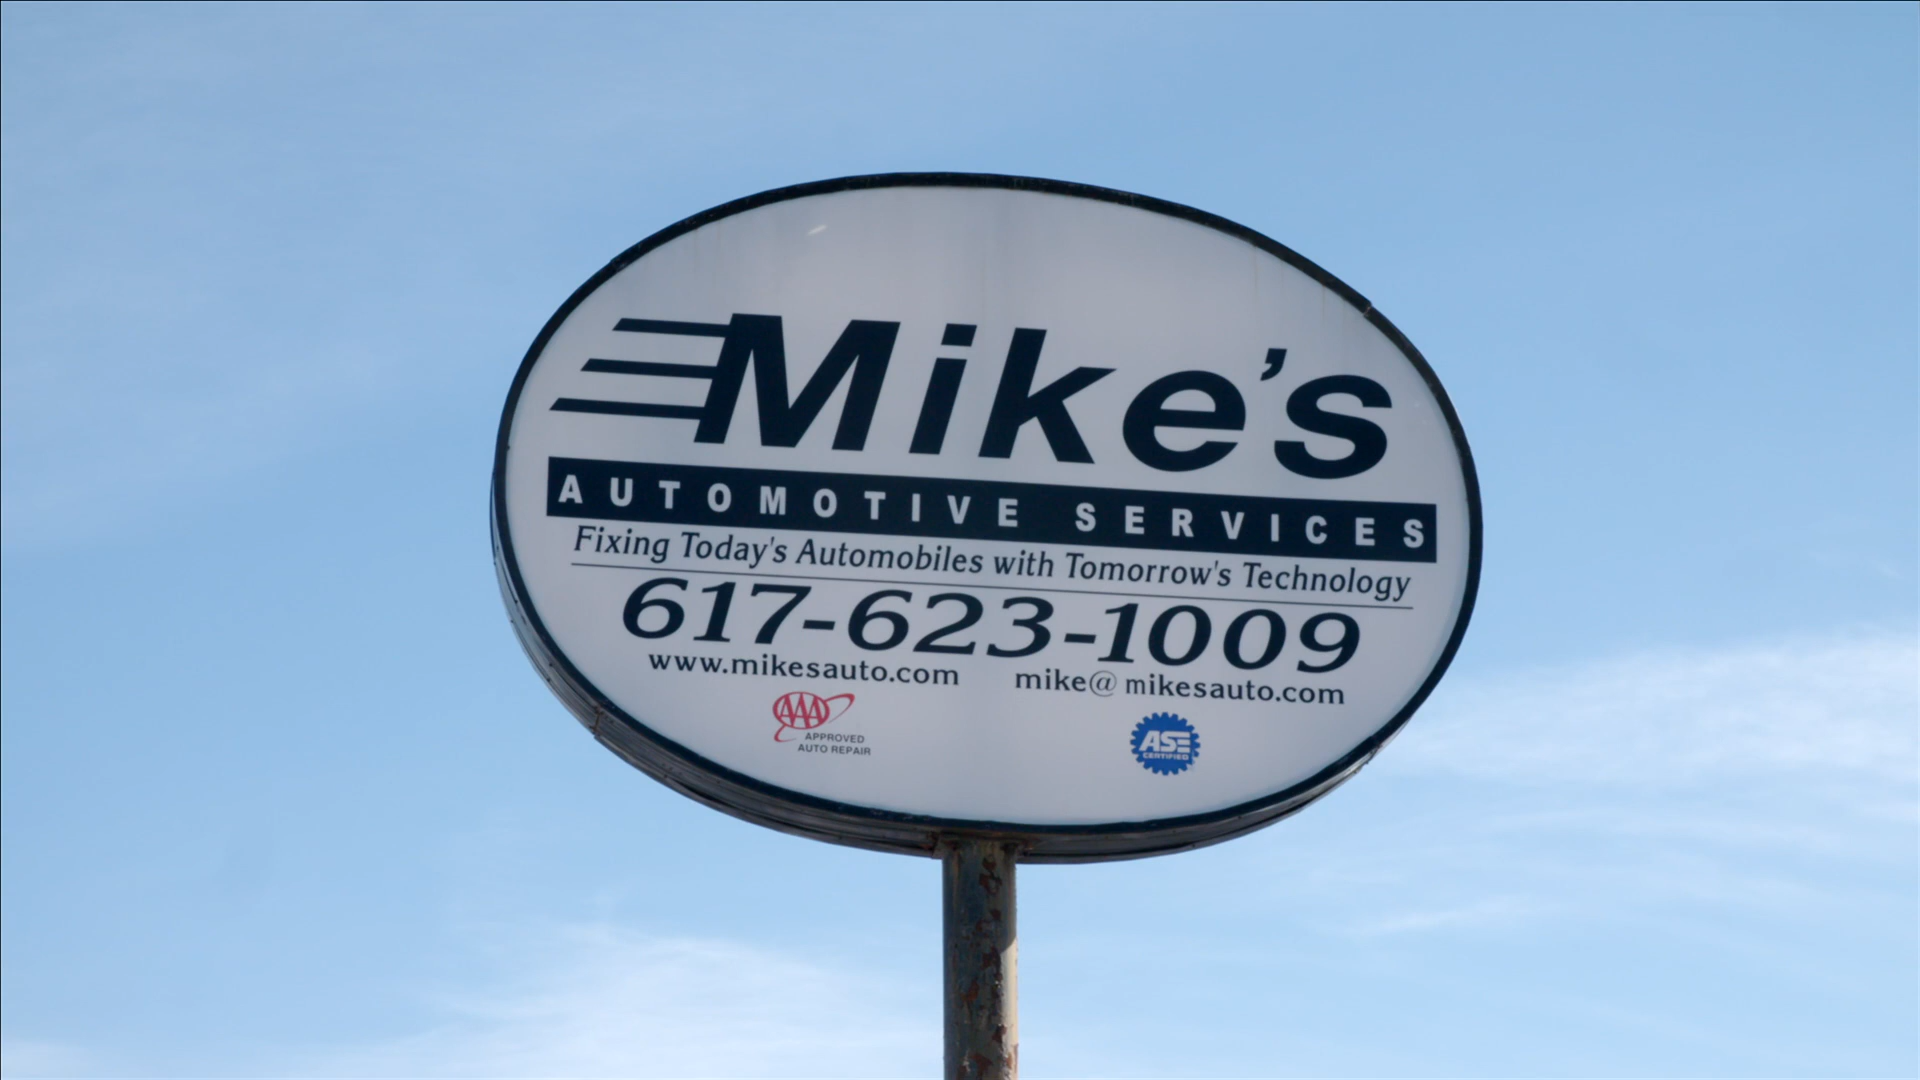 Mike's
AUTOMOTIVE SERVICES
Fixing Today's Automobiles with Tomorrow's Technology
617-623-1009
www.mikesauto.com mike@mikesauto.com
AAA
APPROVED
AUTO REPAIR
ASE
CERTIFIED